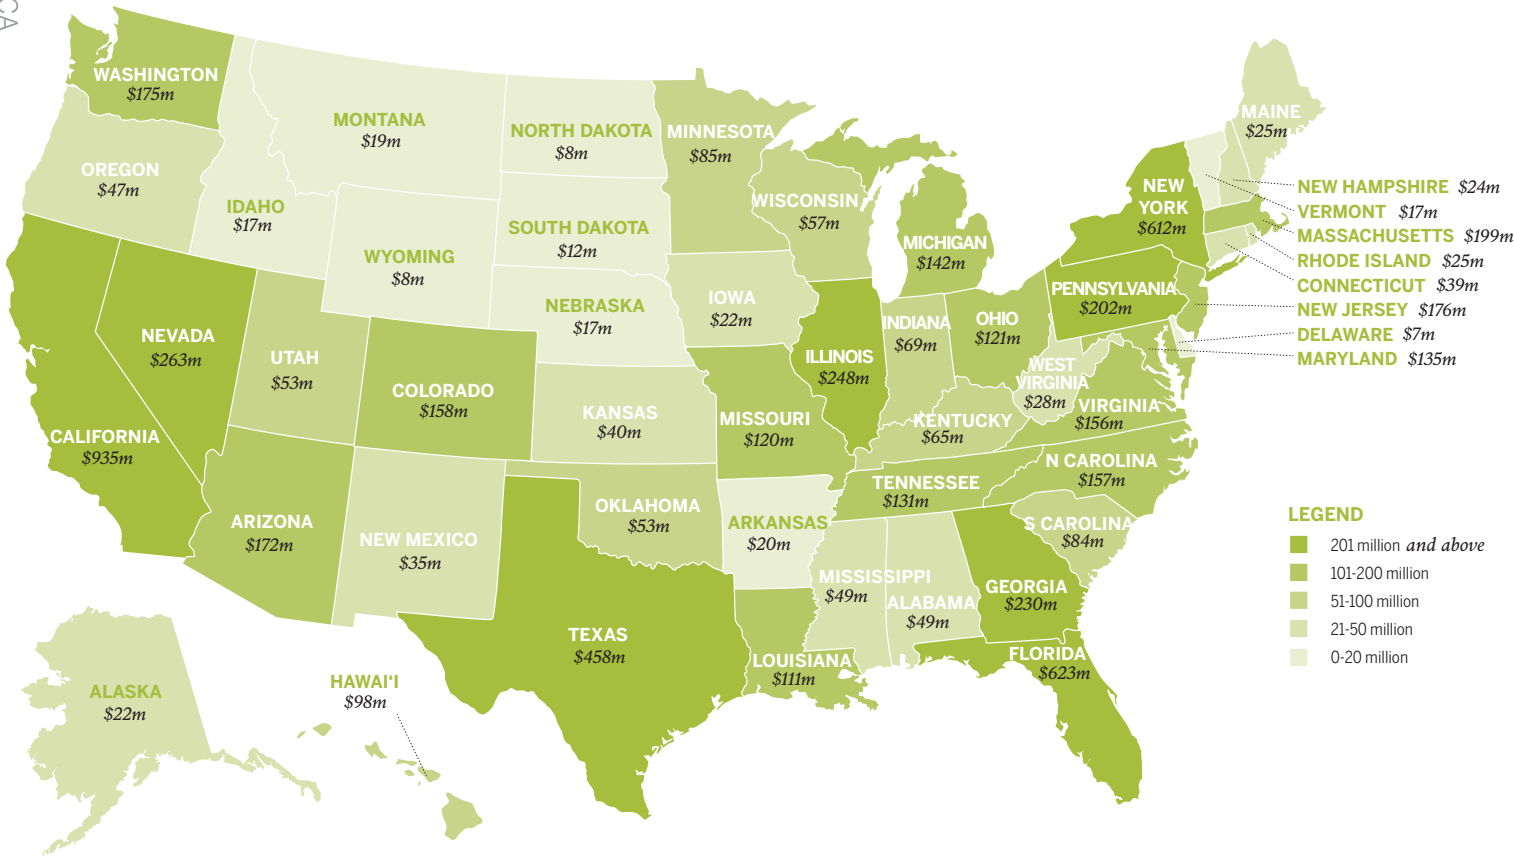 CA
WASHINGTON
$175m
OREGON
$47m
IDAHO
$17m
MONTANA
$19m
NORTH DAKOTA
$8m
MINNESOTA
$85m
SOUTH DAKOTA
$12m
WYOMING
$8m
NEBRASKA
$17m
WISCONSIN
$57m
MICHIGAN
$142m
IOWA
$22m
NEVADA
$263m
UTAH
$53m
COLORADO
$158m
KANSAS
$40m
MISSOURI
$120m
ILLINOIS
$248m
INDIANA
$69m
OHIO
$121m
CALIFORNIA
$935m
ARIZONA
$172m
NEW MEXICO
$35m
OKLAHOMA
$53m
ARKANSAS
$20m
TEXAS
$458m
LOUISIANA
$111m
MISSISSIPPI
$49m
ALABAMA
$49m
GEORGIA
$230m
FLORIDA
$623m
S CAROLINA
$84m
N CAROLINA
$157m
TENNESSEE
$131m
KENTUCKY
$65m
WEST
VIRGINIA
$28m
VIRGINIA
$156m
PENNSYLVANIA
$202m
NEW
YORK
$612m
MAINE
$25m
NEW HAMPSHIRE $24m
VERMONT $17m
MASSACHUSETTS $199m
RHODE ISLAND $25m
CONNECTICUT $39m
NEW JERSEY $176m
DELAWARE $7m
MARYLAND $135m
ALASKA
$22m
HAWAI‘I
$98m
LEGEND
201 million and above
101-200 million
51-100 million
21-50 million
0-20 million